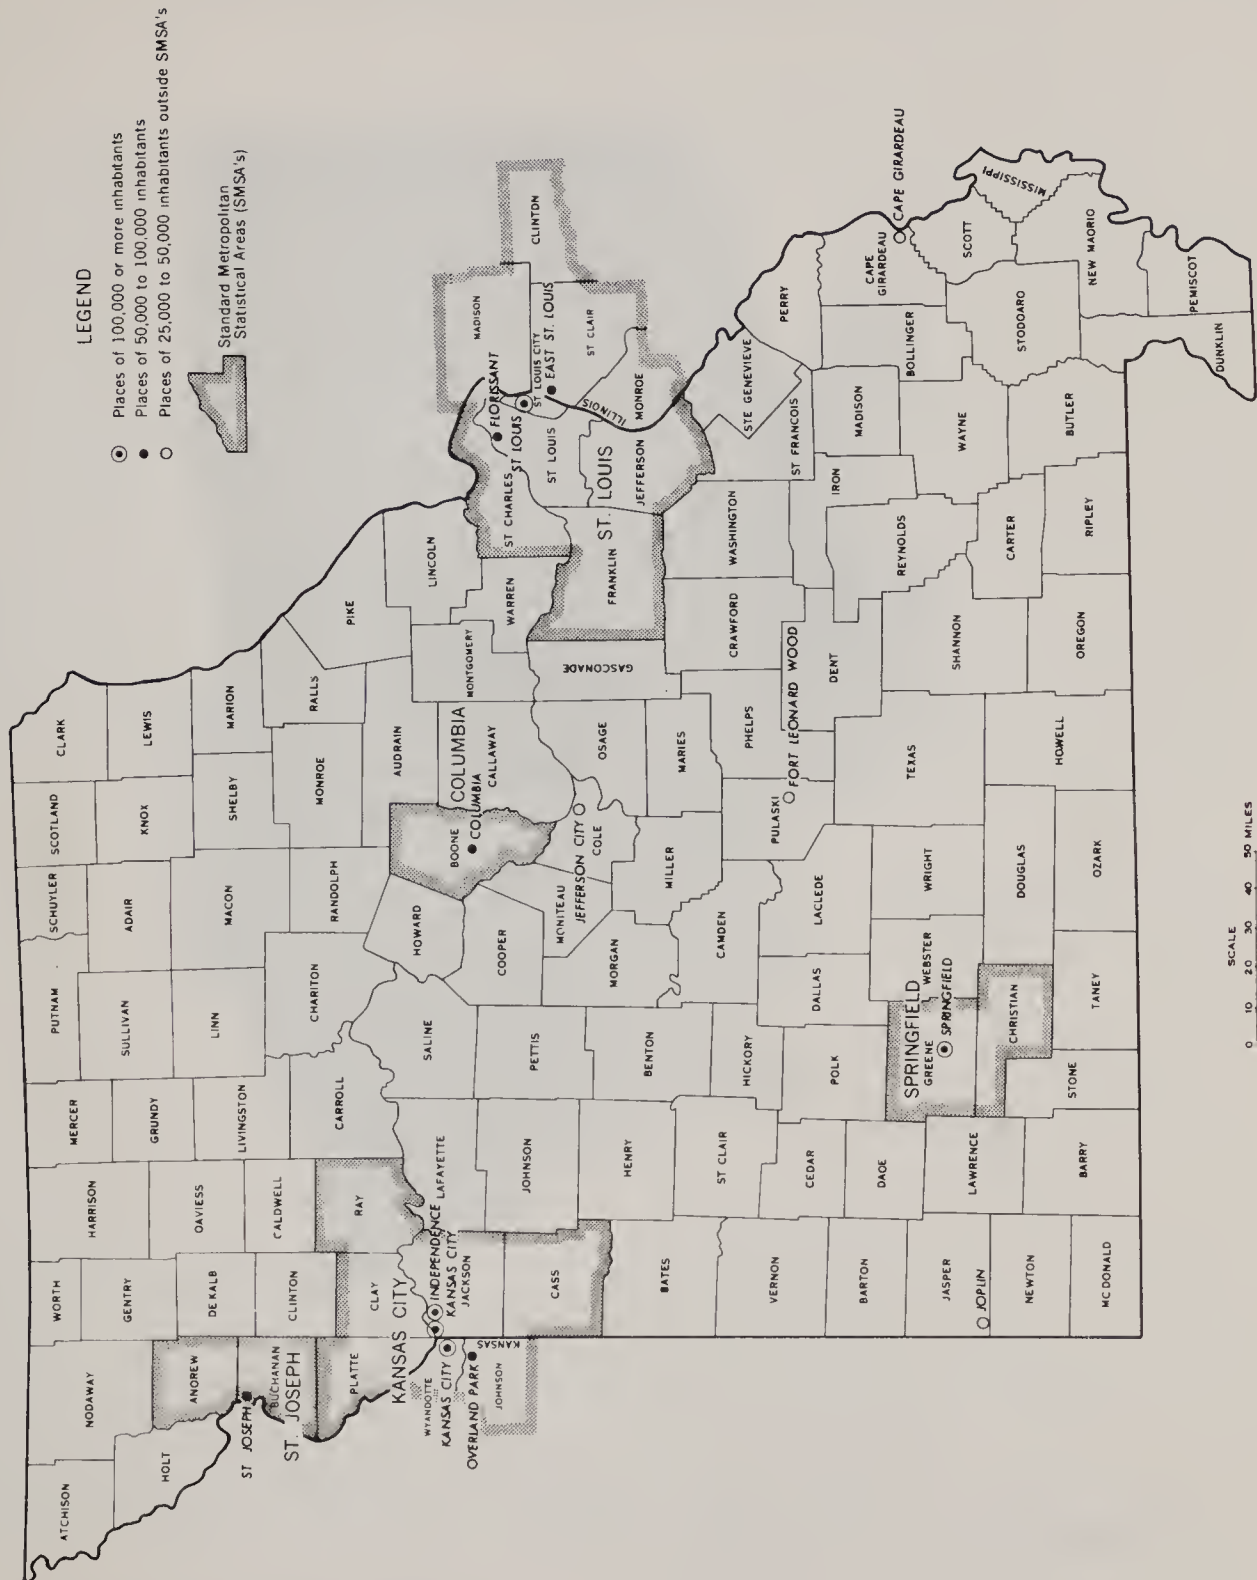 LEGEND
Places of 100,000 or more inhabitants
Places of 50,000 to 100,000 inhabitants
Places of 25,000 to 50,000 inhabitants outside SMSA's
Standard Metropolitan
Statistical Areas (SMSA's)
ATCHISON
NODAWAY
WORTH
HARRISON
MERCER
PUTNAM
SCHUYLER
SCOTLAND
CLARK
HOLT
GENTRY
GRUNDY
SULLIVAN
ADAIR
KNOX
LEWIS
ANDREW
DE KALB
DAVIESS
LIVINGSTON
LINN
MACON
SHELBY
MARION
ST JOSEPH
BUCHANAN
ST. JOSEPH
CLINTON
CALDWELL
CARROLL
CHARITON
RANDOLPH
MONROE
RALLS
PIKE
PLATTE
CLAY
RAY
KANSAS CITY
SALINE
HOWARD
BOONE
COLUMBIA
COLUMBIA
AUDRAIN
CALLAWAY
MONTGOMERY
LINCOLN
WARREN
ST CHARLES
WYANDOTTE
KANSAS CITY
OVERLAND PARK
JOHNSON
KANSAS
INDEPENDENCE
KANSAS CITY
JACKSON
LAFAYETTE
JOHNSON
PETTIS
COOPER
MONITEAU
JEFFERSON CITY
COLE
OSAGE
GASCONADE
FRANKLIN
ST. LOUIS
ST LOUIS
FLORISSANT
ST LOUIS
ST LOUIS CITY
EAST ST. LOUIS
MADISON
CLINTON
ST CLAIR
ILLINOIS
MONROE
JEFFERSON
CASS
HENRY
BENTON
MORGAN
MILLER
MARIES
BATES
ST CLAIR
HICKORY
CAMDEN
PULASKI
PHELPS
FORT LEONARD WOOD
CRAWFORD
WASHINGTON
STE GENEVIEVE
PERRY
ST FRANCOIS
VERNON
CEDAR
POLK
DALLAS
LACLEDE
DENT
IRON
MADISON
BOLLINGER
CAPE
GIRARDEAU
CAPE GIRARDEAU
BARTON
DAOE
SPRINGFIELD
GREENE
SPRINGFIELD
WEBSTER
WRIGHT
TEXAS
SHANNON
REYNOLDS
WAYNE
STODDARO
SCOTT
MISSISSIPPI
JASPER
JOPLIN
LAWRENCE
CHRISTIAN
DOUGLAS
HOWELL
CARTER
BUTLER
NEW MAORIO
NEWTON
STONE
MC DONALD
BARRY
TANEY
OZARK
OREGON
RIPLEY
DUNKLIN
PEMISCOT
SCALE
0 10 20 30 40 50 MILES